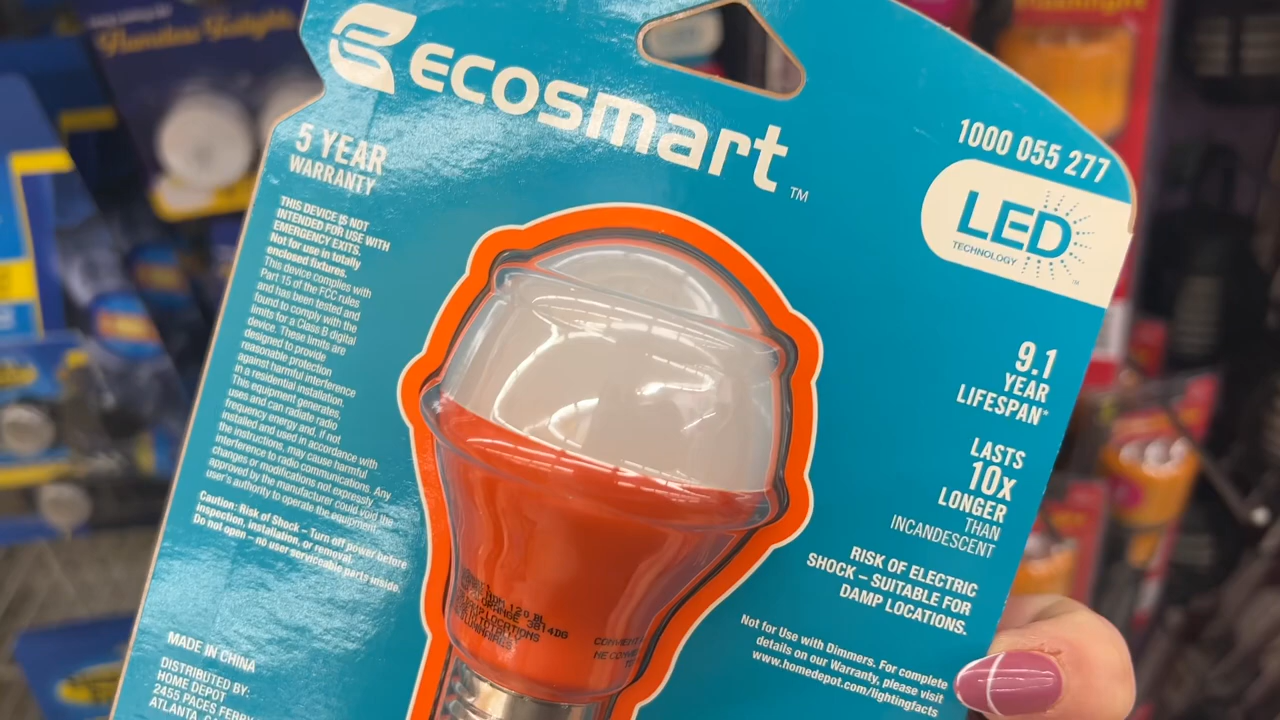 ECOSMART™
5 YEAR
WARRANTY
THIS DEVICE IS NOT
INTENDED FOR USE WITH
EMERGENCY EXITS.
Not for use in totally
enclosed fixtures.
This device complies with
Part 15 of the FCC rules
and has been tested and
found to comply with the
limits for a Class B digital
device. These limits are
designed to provide
reasonable protection
against harmful interference
in a residential installation.
This equipment generates,
uses and can radiate radio
frequency energy and, if not
installed and used in accordance with
the instructions, may cause harmful
interference to radio communications. Any
changes or modifications not expressly
approved by the manufacturer could void the
user's authority to operate the equipment.
Caution: Risk of Shock – Turn off power before
inspection, installation, or removal.
Do not open – no user serviceable parts inside.
MADE IN CHINA
DISTRIBUTED BY:
HOME DEPOT
2455 PACES FERRY
ATLANTA,
1000 055 277
LED
TECHNOLOGY
9.1
YEAR
LIFESPAN*
LASTS
10x
LONGER
THAN
INCANDESCENT
RISK OF ELECTRIC
SHOCK – SUITABLE FOR
DAMP LOCATIONS.
Not for Use with Dimmers. For complete
details on our Warranty, please visit
www.homedepot.com/lightingfacts
120
ORANGE 3814DG
LOCATIONS